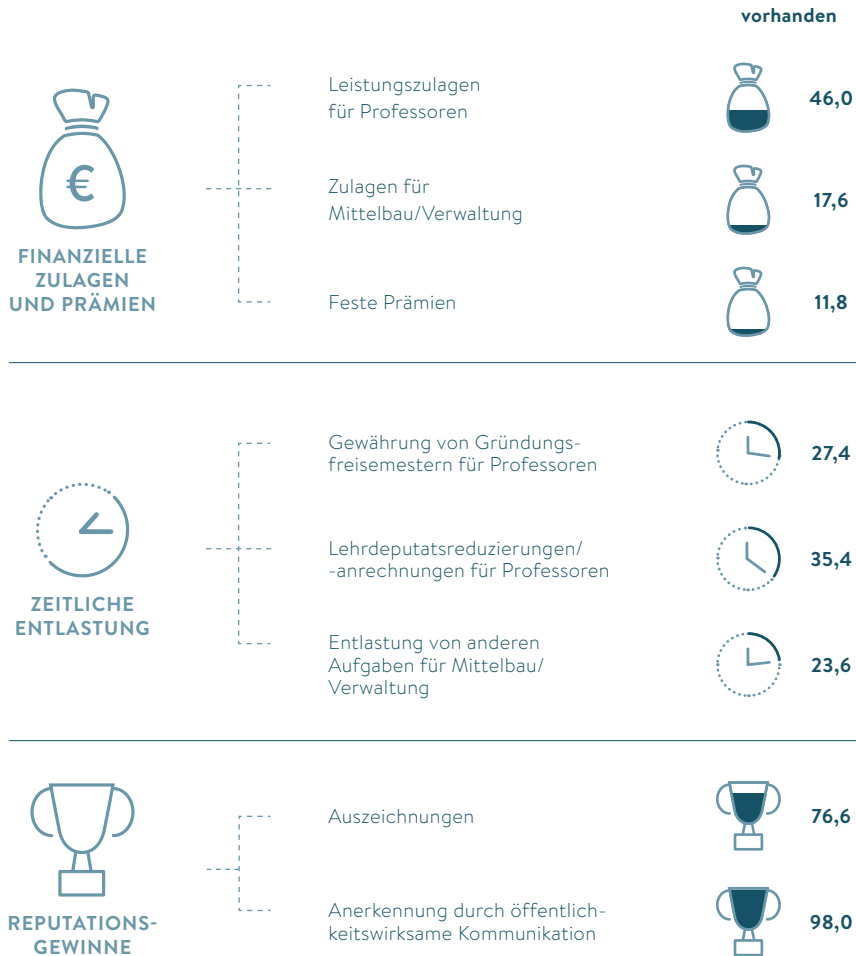 vorhanden
Leistungszulagen
für Professoren
46,0
€
Zulagen für
Mittelbau/Verwaltung
17,6
FINANZIELLE
ZULAGEN
UND PRÄMIEN
Feste Prämien
11,8
Gewährung von Gründungs-
freisemestern für Professoren
27,4
Lehrdeputatsreduzierungen/
-anrechnungen für Professoren
35,4
ZEITLICHE
ENTLASTUNG
Entlastung von anderen
Aufgaben für Mittelbau/
Verwaltung
23,6
Auszeichnungen
76,6
REPUTATIONS-
GEWINNE
Anerkennung durch öffentlich-
keitswirksame Kommunikation
98,0